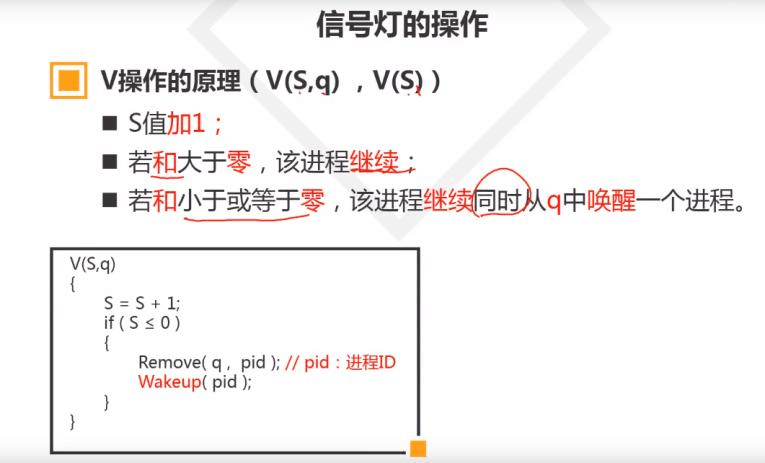 信号灯的操作
V操作的原理（V(S,q) ，V(S)）
S值加1；
若和大于零，该进程继续；
若和小于或等于零，该进程继续同时从q中唤醒一个进程。
V(S,q)
{
S = S + 1;
if ( S ≤ 0 )
{
Remove( q , pid ); // pid：进程ID
Wakeup( pid );
}
}